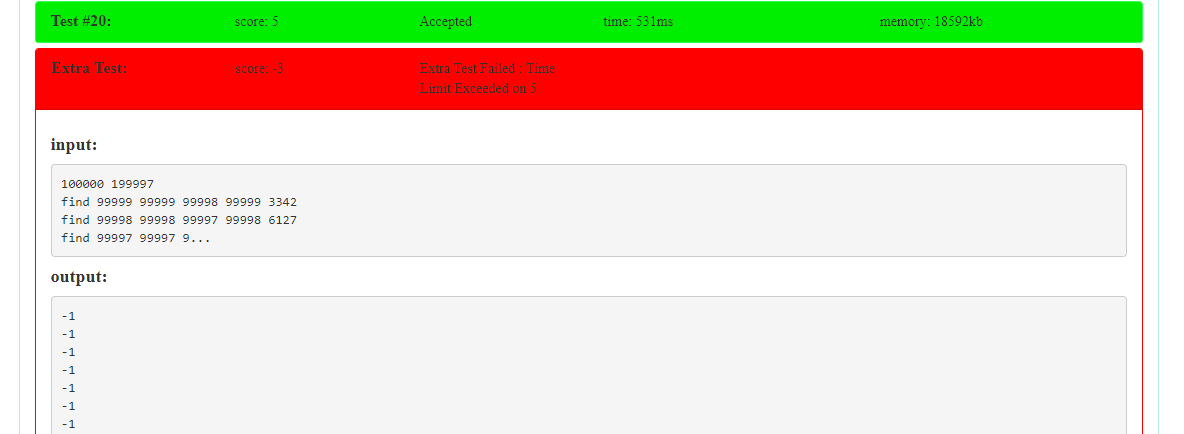 Test #20: score: 5 Accepted time: 531ms memory: 18592kb
Extra Test: score: -3 Extra Test Failed : Time
Limit Exceeded on 5
input:
100000 199997
find 99999 99999 99998 99999 3342
find 99998 99998 99997 99998 6127
find 99997 99997 9...
output:
-1
-1
-1
-1
-1
-1
-1